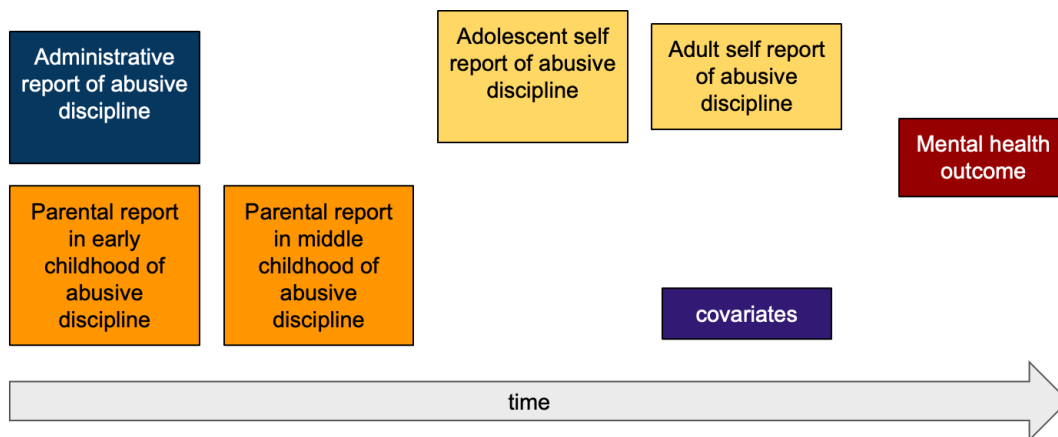 Administrative
report of abusive
discipline
Adolescent self
report of abusive
discipline
Adult self report
of abusive
discipline
Mental health
outcome
Parental report
in early
childhood of
abusive
discipline
Parental report
in middle
childhood of
abusive
discipline
covariates
time